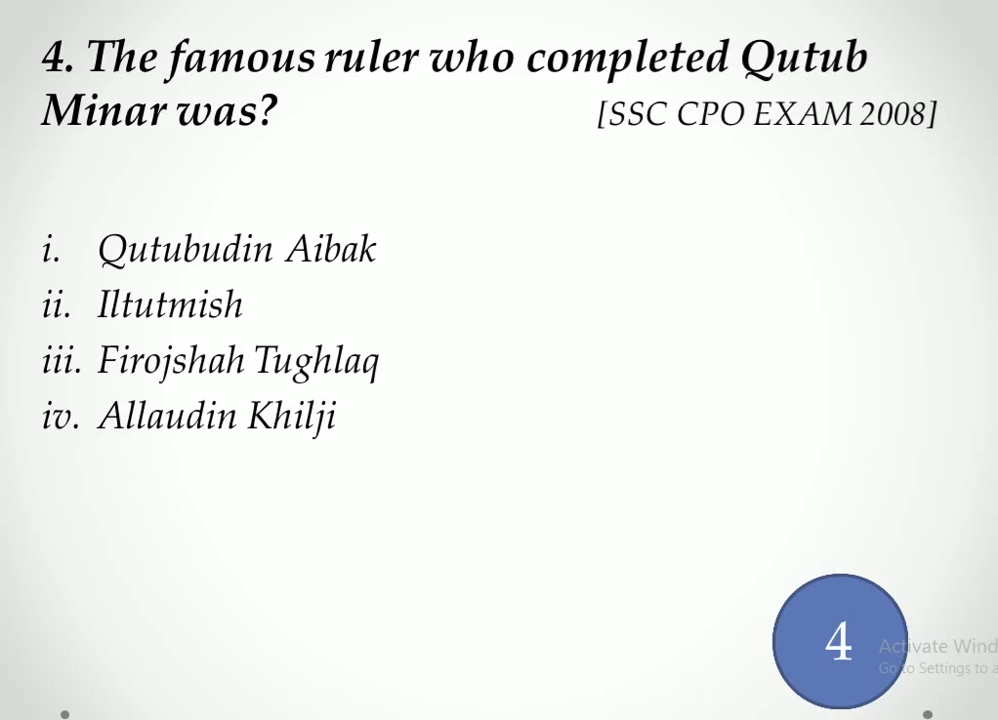 4. The famous ruler who completed Qutub
Minar was? [SSC CPO EXAM 2008]
i. Qutubudin Aibak
ii. Iltutmish
iii. Firojshah Tughlaq
iv. Allaudin Khilji
4
Activate Wind
Go to Settings to a